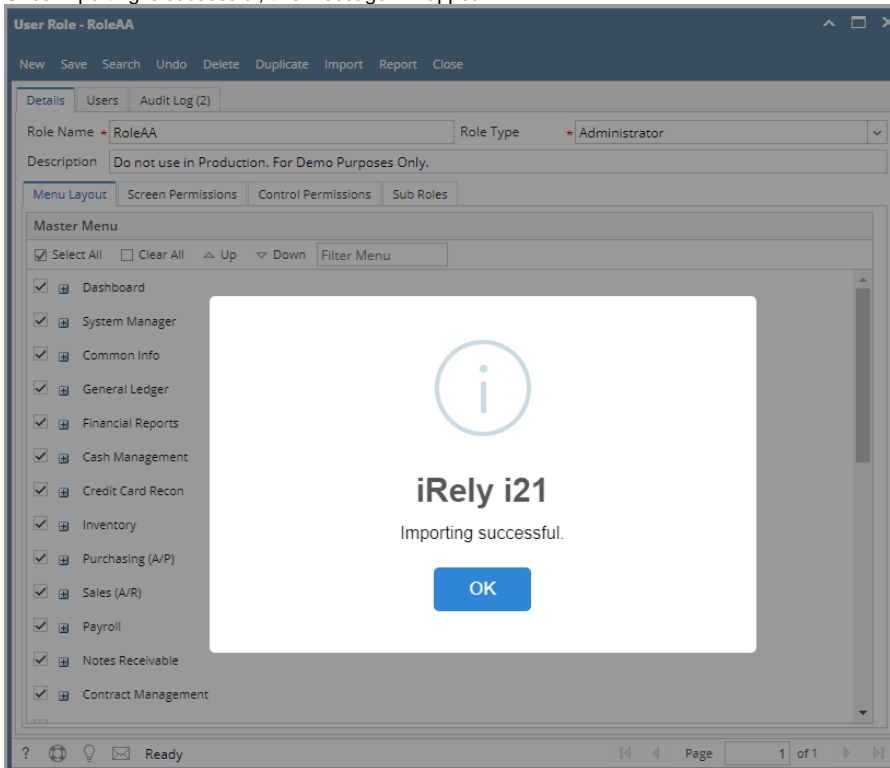 User Role - RoleAA
New Save Search Undo Delete Duplicate Import Report Close
Details Users Audit Log (2)
Role Name * RoleAA Role Type * Administrator
Description Do not use in Production. For Demo Purposes Only.
Menu Layout Screen Permissions Control Permissions Sub Roles
Master Menu
Select All Clear All Up Down Filter Menu
Dashboard
System Manager
Common Info
General Ledger
Financial Reports
Cash Management
Credit Card Recon
Inventory
Purchasing (A/P)
Sales (A/R)
Payroll
Notes Receivable
Contract Management
iRely i21
Importing successful.
OK
? Ready Page 1 of 1